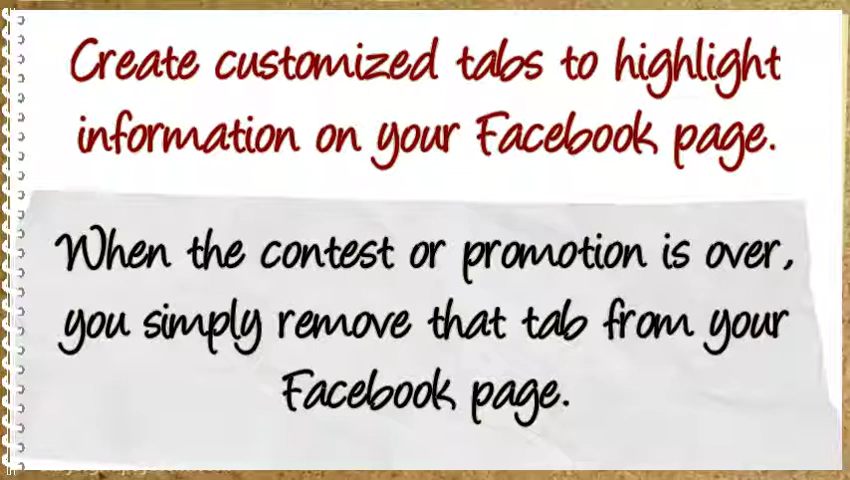 Create customized tabs to highlight
information on your Facebook page.
When the contest or promotion is over,
you simply remove that tab from your
Facebook page.